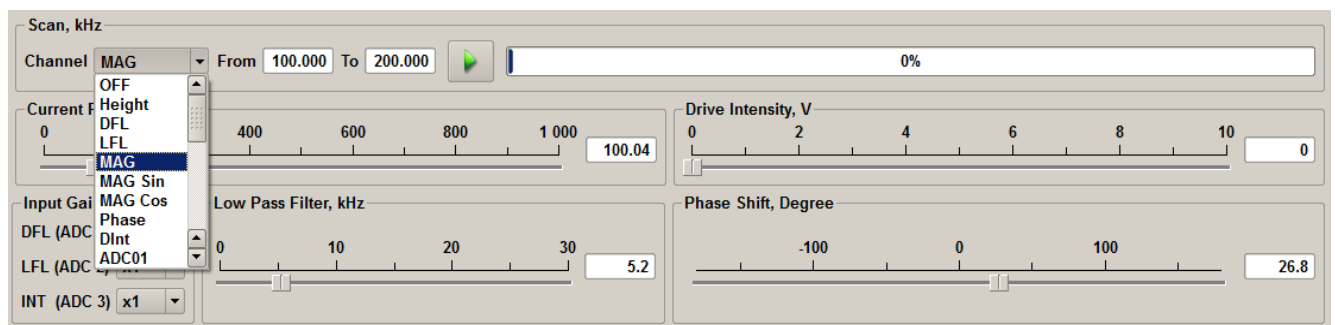 Scan, kHz
Channel MAG From 100.000 To 200.000 0%
OFF
Height
DFL
LFL
MAG
MAG Sin
MAG Cos
Phase
DInt
ADC01
Current
0 400 600 800 1 000
100.04
Drive Intensity, V
0 2 4 6 8 10
0
Input Gai
DFL (ADC
LFL (ADC
INT (ADC 3) x1
Low Pass Filter, kHz
0 10 20 30
5.2
Phase Shift, Degree
-100 0 100
26.8